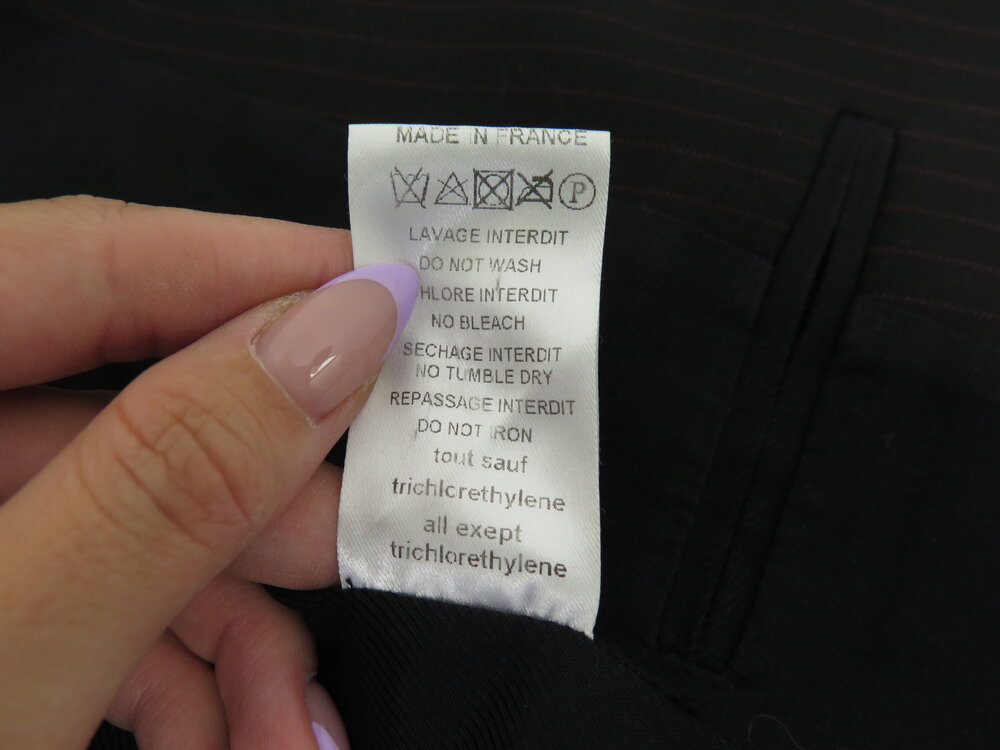 MADE IN FRANCE
P
LAVAGE INTERDIT
DO NOT WASH
HLORE INTERDIT
NO BLEACH
SECHAGE INTERDIT
NO TUMBLE DRY
REPASSAGE INTERDIT
DO NOT IRON
tout sauf
trichlorethylene
all exept
trichlorethylene